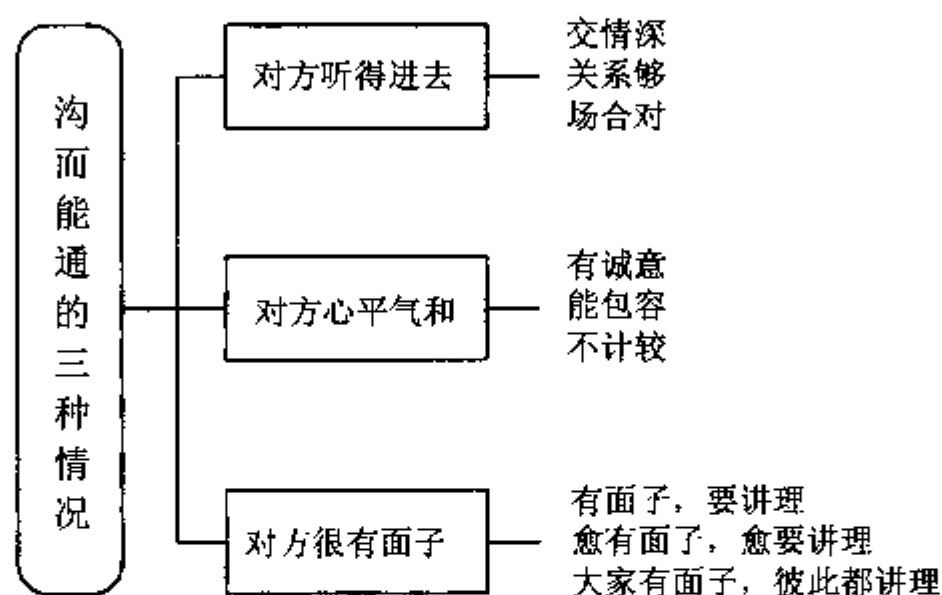 沟而能通的三种情况
对方听得进去
交情深
关系够
场合对
对方心平气和
有诚意
能包容
不计较
对方很有面子
有面子，要讲理
愈有面子，愈要讲理
大家有面子，彼此都讲理